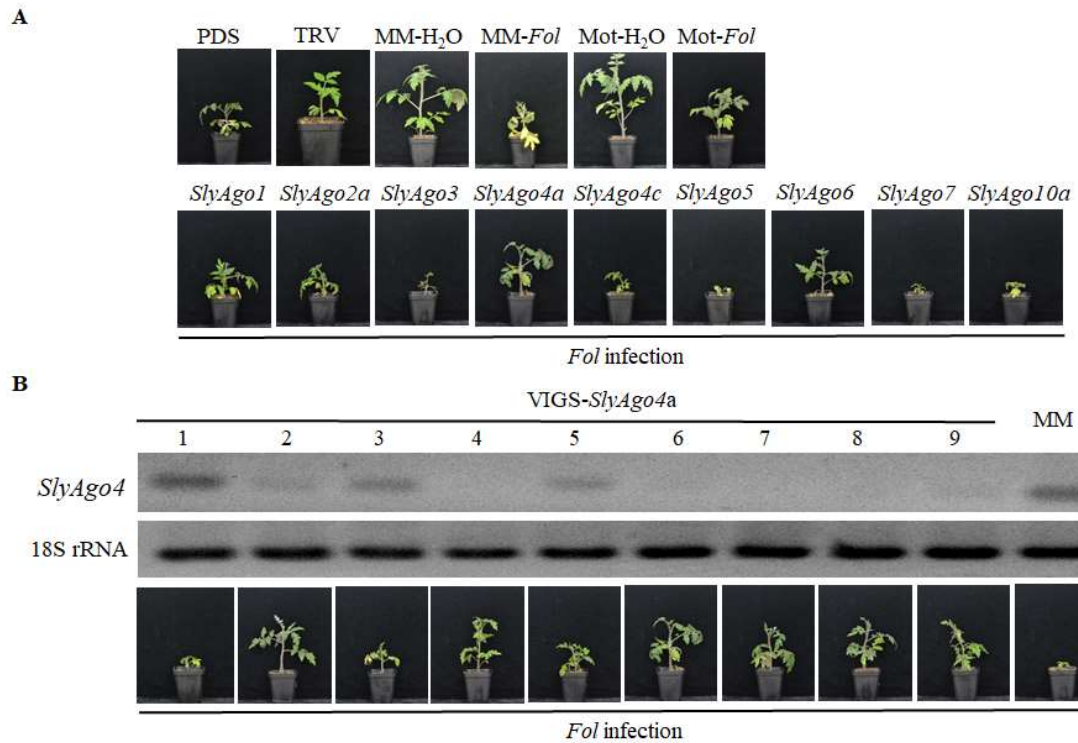 A
PDS TRV MM-H₂O MM-Fol Mot-H₂O Mot-Fol
SlyAgo1 SlyAgo2a SlyAgo3 SlyAgo4a SlyAgo4c SlyAgo5 SlyAgo6 SlyAgo7 SlyAgo10a
Fol infection
B
VIGS-SlyAgo4a
MM
1 2 3 4 5 6 7 8 9
SlyAgo4
18S rRNA
Fol infection